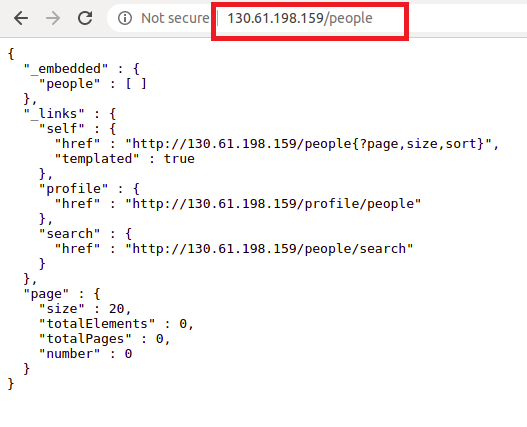 Not secure | 130.61.198.159/people
{
  "_embedded" : {
    "people" : [ ]
  },
  "_links" : {
    "self" : {
      "href" : "http://130.61.198.159/people{?page,size,sort}",
      "templated" : true
    },
    "profile" : {
      "href" : "http://130.61.198.159/profile/people"
    },
    "search" : {
      "href" : "http://130.61.198.159/people/search"
    }
  },
  "page" : {
    "size" : 20,
    "totalElements" : 0,
    "totalPages" : 0,
    "number" : 0
  }
}